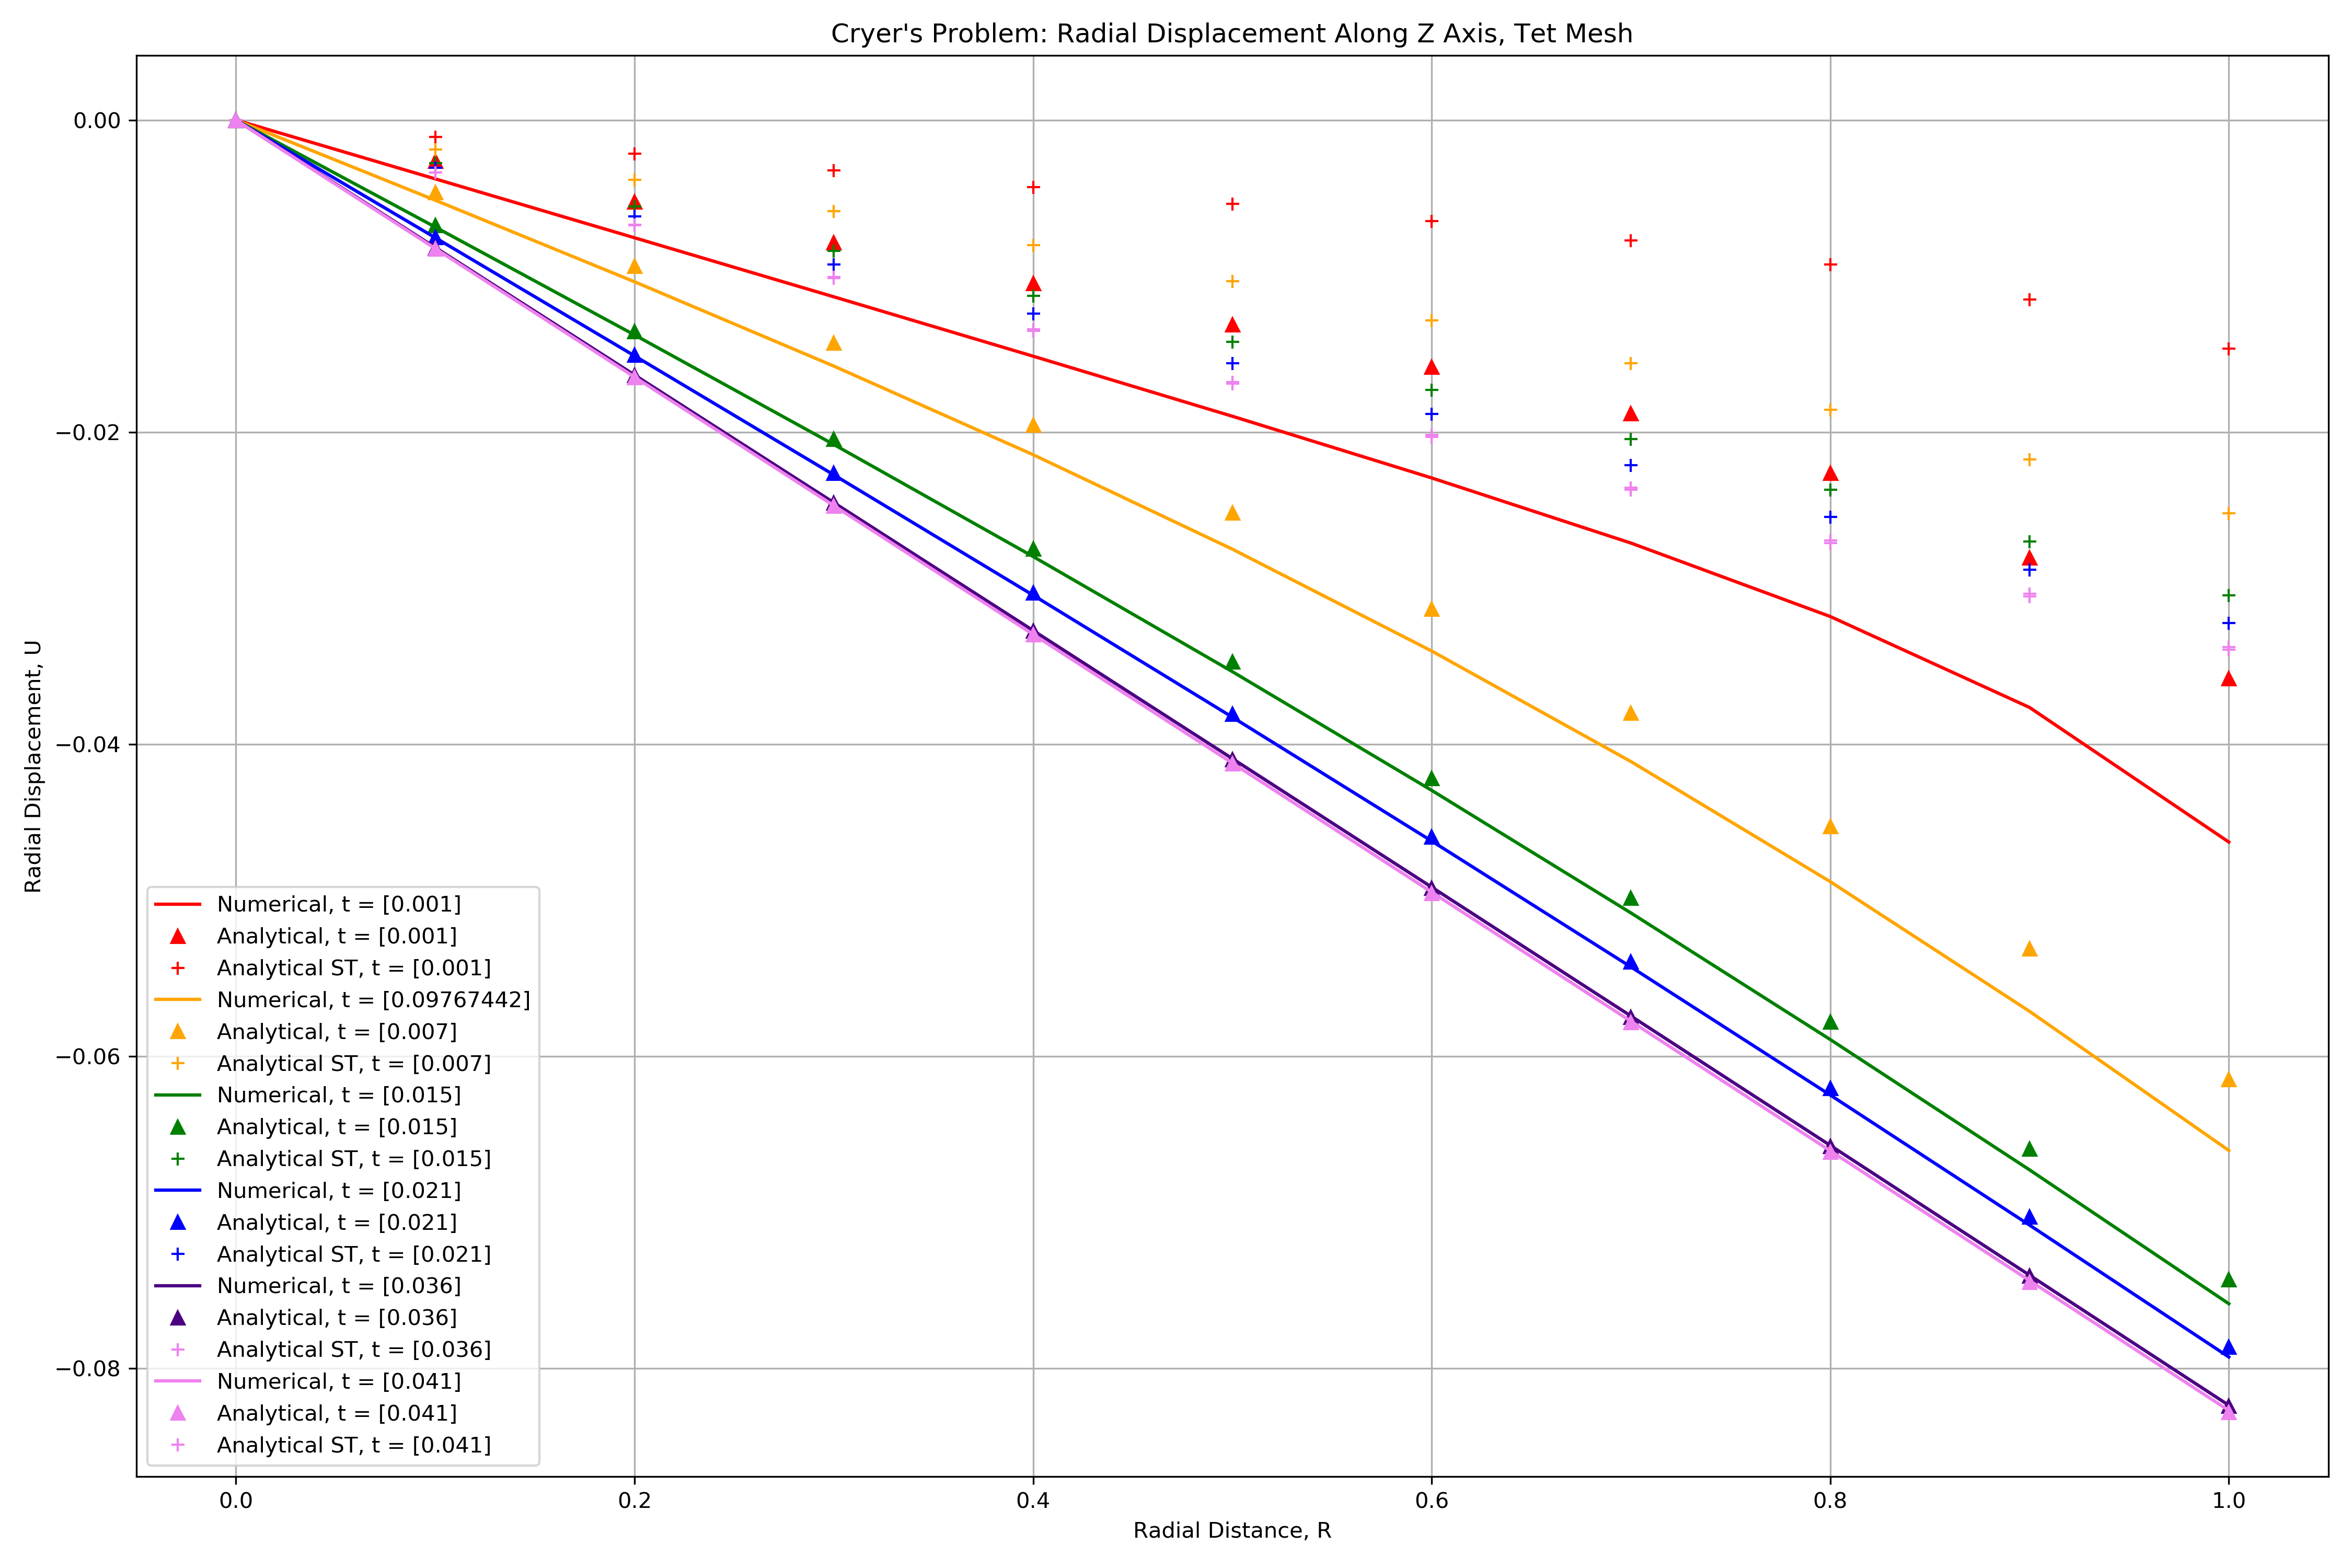 Cryer's Problem: Radial Displacement Along Z Axis, Tet Mesh
Radial Displacement, U
0.00
−0.02
−0.04
−0.06
−0.08
Numerical, t = [0.001]
Analytical, t = [0.001]
Analytical ST, t = [0.001]
Numerical, t = [0.09767442]
Analytical, t = [0.007]
Analytical ST, t = [0.007]
Numerical, t = [0.015]
Analytical, t = [0.015]
Analytical ST, t = [0.015]
Numerical, t = [0.021]
Analytical, t = [0.021]
Analytical ST, t = [0.021]
Numerical, t = [0.036]
Analytical, t = [0.036]
Analytical ST, t = [0.036]
Numerical, t = [0.041]
Analytical, t = [0.041]
Analytical ST, t = [0.041]
0.0 0.2 0.4 0.6 0.8 1.0
Radial Distance, R